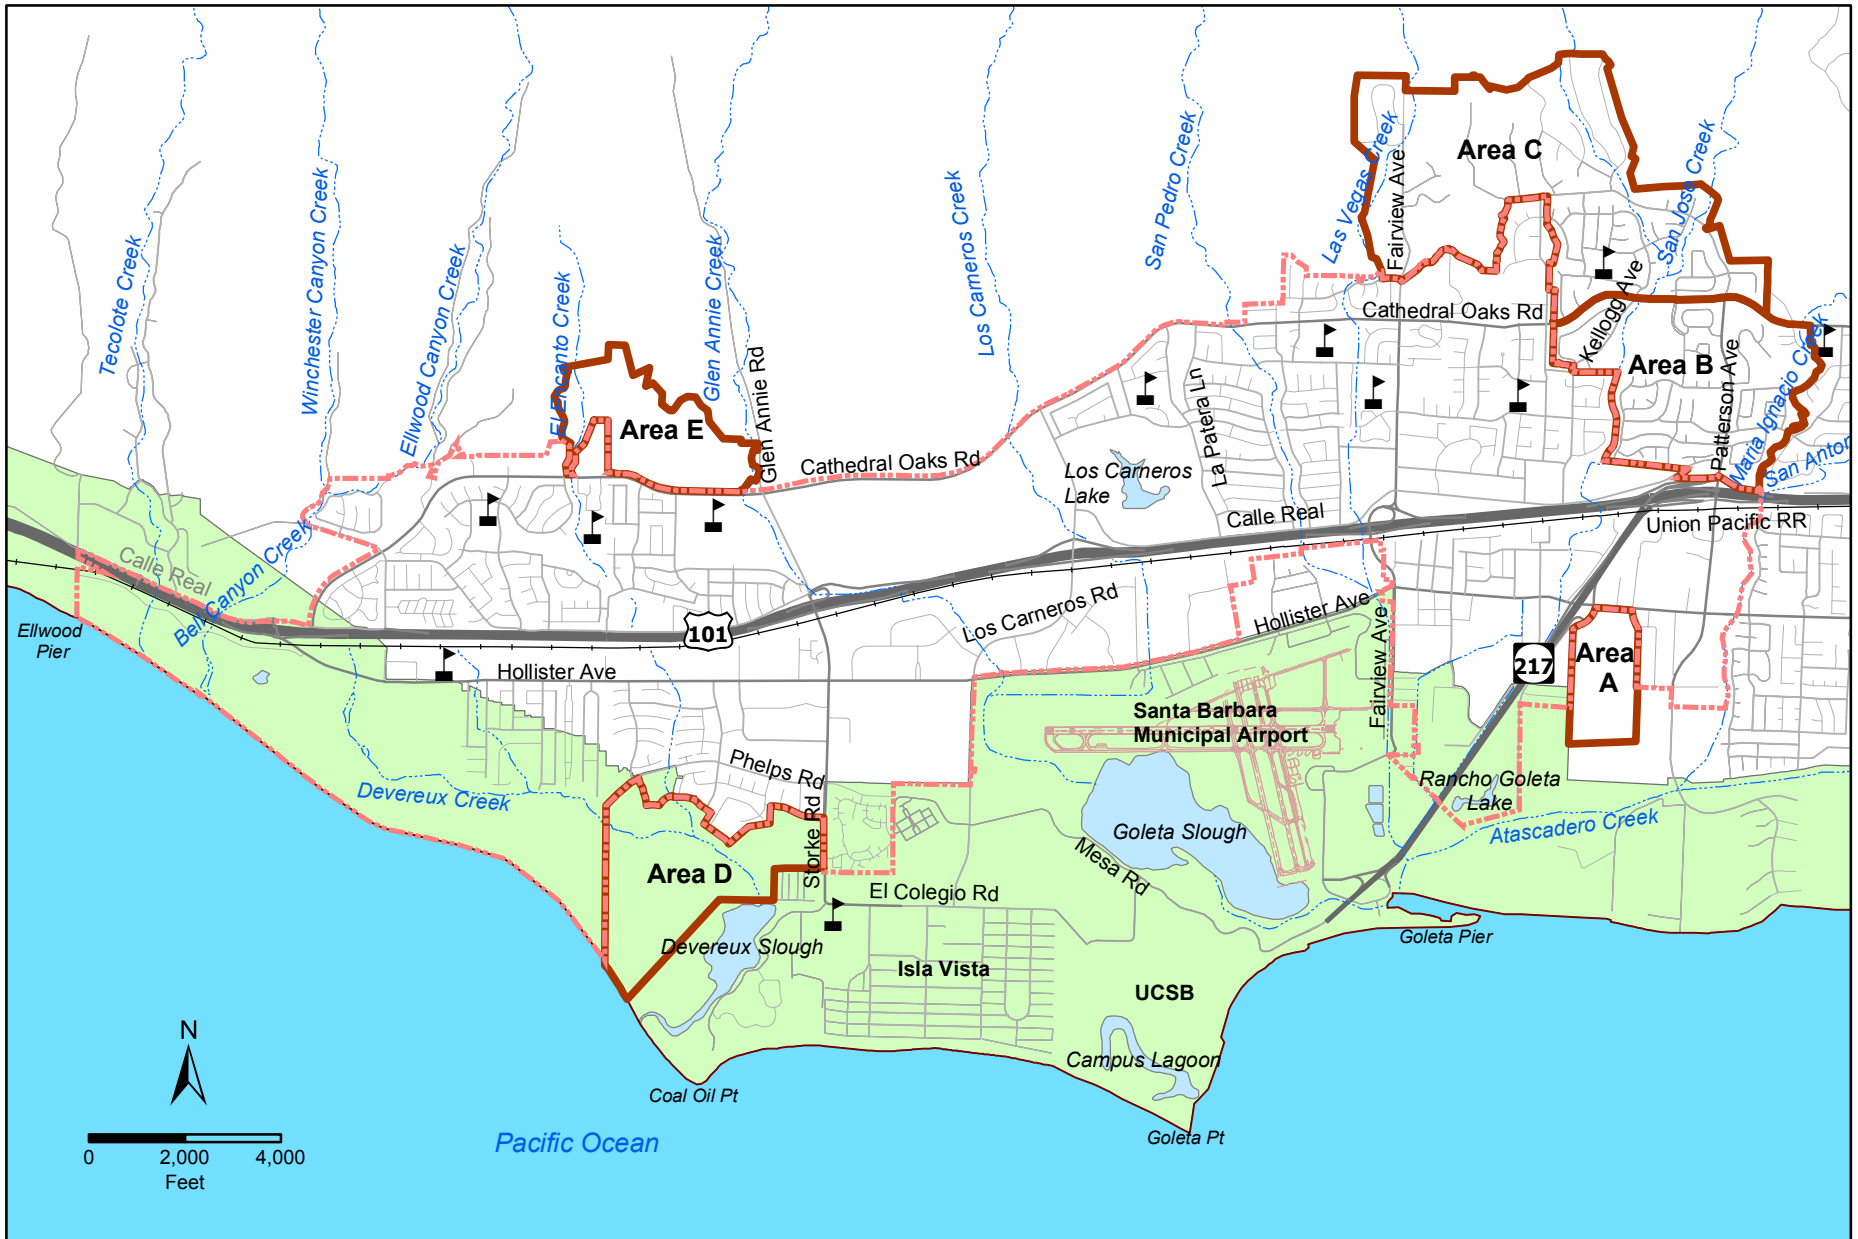 Area C
Las Vegas Creek
Fairview Ave
San Jose Creek
San Pedro Creek
Los Carneros Creek
Winchester Canyon Creek
Tecolote Creek
Ellwood Canyon Creek
El Encanto Creek
Glen Annie Creek
Glen Annie Rd
Kellogg Ave
Cathedral Oaks Rd
Area B
Patterson Ave
Maria Ignacio Creek
San Antor
Area E
Cathedral Oaks Rd
La Patera Ln
Los Carneros
Lake
Calle Real
Union Pacific RR
Calle Real
Bell Canyon Creek
Los Carneros Rd
Hollister Ave
Fairview Ave
Ellwood
Pier
101
217
Area
A
Hollister Ave
Santa Barbara
Municipal Airport
Phelps Rd
Devereux Creek
Storke Rd
Rancho Goleta
Lake
Atascadero Creek
Goleta Slough
Mesa Rd
Area D
El Colegio Rd
Devereux Slough
Goleta Pier
Isla Vista
UCSB
N
Campus Lagoon
Coal Oil Pt
Goleta Pt
Pacific Ocean
0
2,000
4,000
Feet